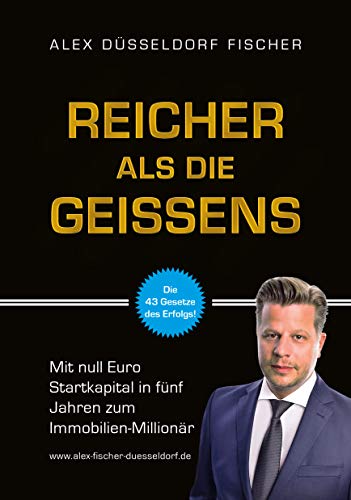 ALEX DÜSSELDORF FISCHER
REICHER
ALS DIE
GEISSENS
Die
43 Gesetze
des Erfolgs!
Mit null Euro
Startkapital in fünf
Jahren zum
Immobilien-Millionär
www.alex-fischer-duesseldorf.de